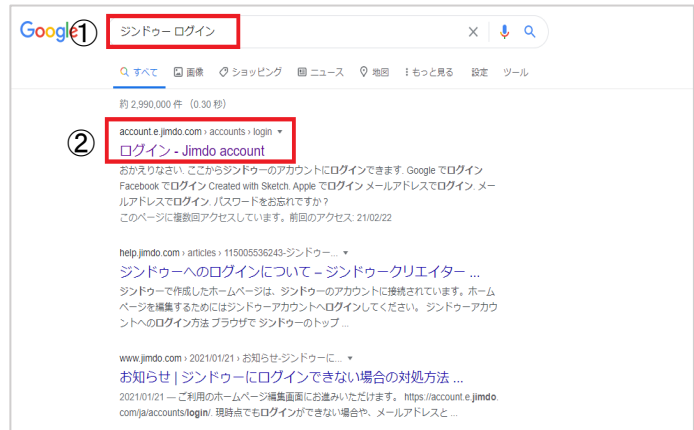 Google
①
ジンドゥー ログイン
すべて 画像 ショッピング ニュース 地図 もっと見る 設定 ツール
約 2,990,000 件 (0.30 秒)
②
account.e.jimdo.com › accounts › login
ログイン - Jimdo account
おかえりなさい. ここからジンドゥーのアカウントにログインできます. Google でログイン
Facebook でログイン Created with Sketch. Apple でログイン メールアドレスでログイン. メー
ルアドレスでログイン. パスワードをお忘れですか ?
このページに複数回アクセスしています。前回のアクセス: 21/02/22
help.jimdo.com › articles › 115005536243-ジンドゥー...
ジンドゥーへのログインについて – ジンドゥークリエイター ...
ジンドゥーで作成したホームページは、ジンドゥーのアカウントに接続されています。ホーム
ページを編集するためにはジンドゥーアカウントへログインしてください。 ジンドゥーアカウ
ントへのログイン方法 ブラウザで ジンドゥーのトップ ...
www.jimdo.com › 2021/01/21 › お知らせ-ジンドゥーに...
お知らせ | ジンドゥーにログインできない場合の対処方法 ...
2021/01/21 — ご利用のホームページ編集画面にお進みいただけます。 https://account.e.jimdo.
com/ja/accounts/login/. 現時点でもログインができない場合や、メールアドレスと ...